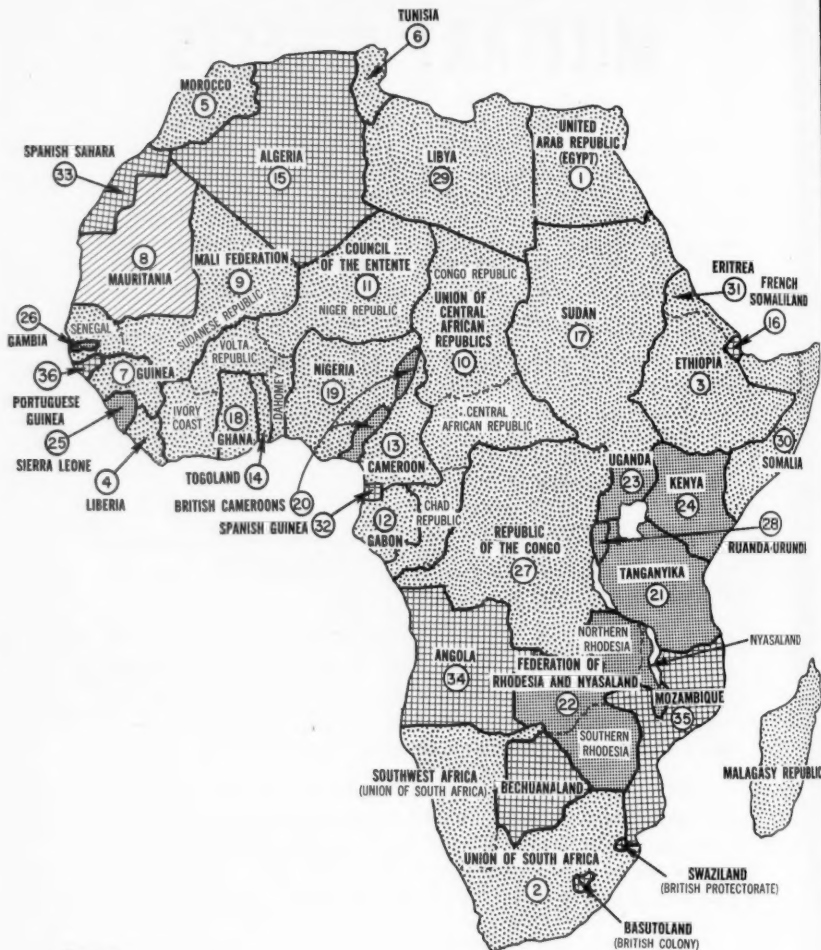 TUNISIA
6
MOROCCO
5
SPANISH SAHARA
33
ALGERIA
15
LIBYA
29
UNITED
ARAB REPUBLIC
(EGYPT)
1
8
MAURITANIA
MALI FEDERATION
9
SUDANESE REPUBLIC
COUNCIL
OF THE ENTENTE
11
NIGER REPUBLIC
CONGO REPUBLIC
UNION OF
CENTRAL
AFRICAN
REPUBLICS
10
SUDAN
17
ERITREA
31
FRENCH
SOMALILAND
16
ETHIOPIA
3
26
GAMBIA
SENEGAL
VOLTA
REPUBLIC
36
PORTUGUESE
GUINEA
7 GUINEA
25
SIERRA LEONE
IVORY
COAST
18
GHANA
DAHOMEY
NIGERIA
19
4
LIBERIA
TOGOLAND 14
BRITISH CAMEROONS 20
SPANISH GUINEA 32
13
CAMEROON
CENTRAL
AFRICAN REPUBLIC
12
GABON
CHAD
REPUBLIC
REPUBLIC
OF THE CONGO
27
UGANDA
23
KENYA
24
30
SOMALIA
28
RUANDA-URUNDI
TANGANYIKA
21
NORTHERN
RHODESIA
NYASALAND
ANGOLA
34
FEDERATION OF
RHODESIA AND NYASALAND
22
MOZAMBIQUE
35
SOUTHERN
RHODESIA
MALAGASY REPUBLIC
SOUTHWEST AFRICA
(UNION OF SOUTH AFRICA)
BECHUANALAND
UNION OF SOUTH AFRICA
2
SWAZILAND
(BRITISH PROTECTORATE)
BASUTOLAND
(BRITISH COLONY)